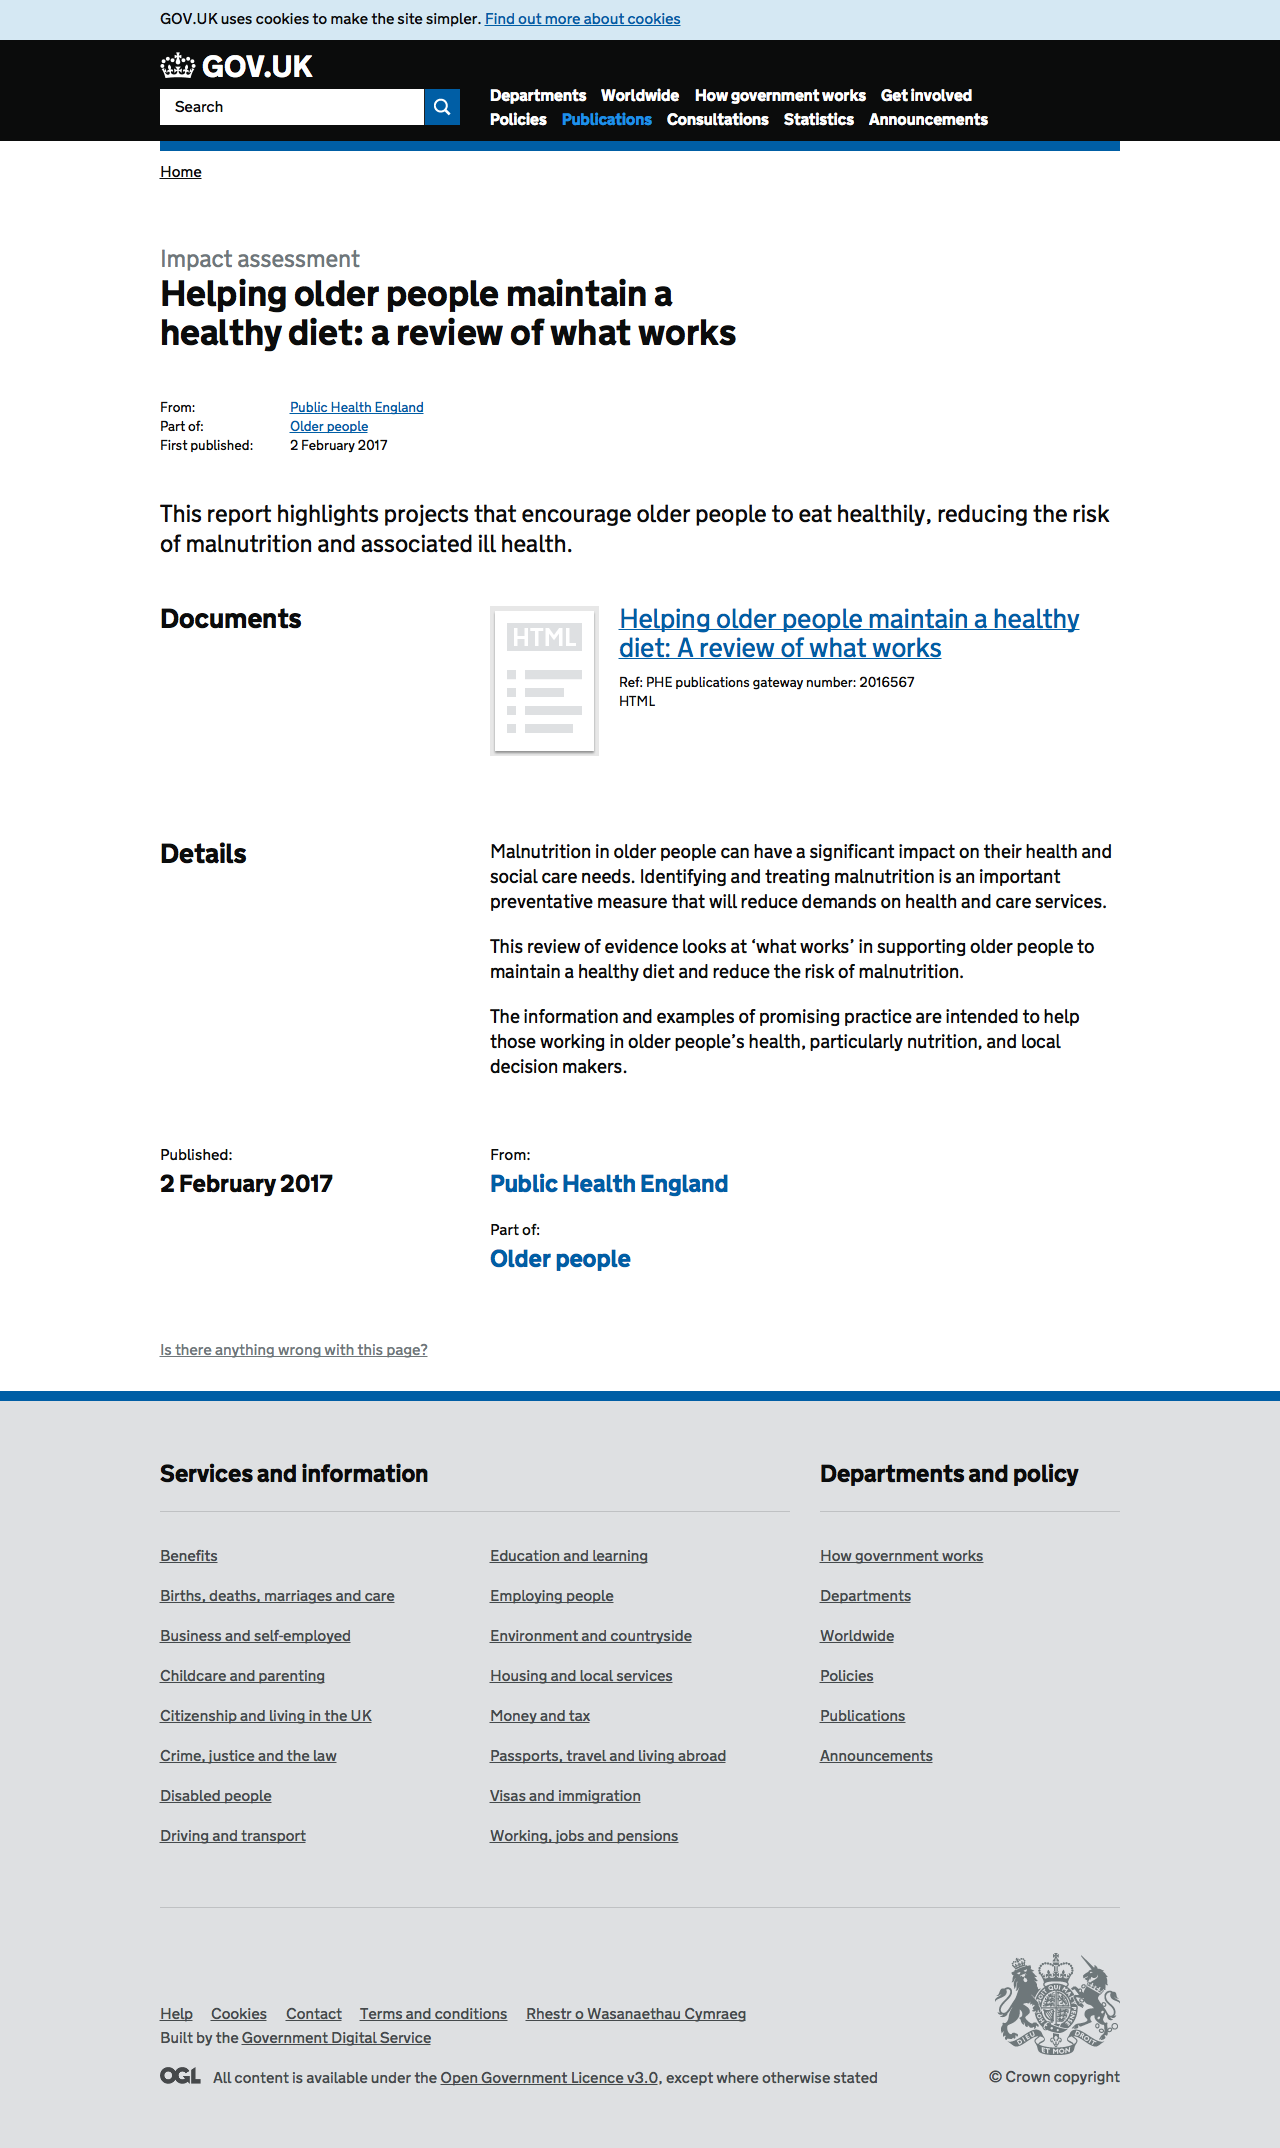 GOV.UK uses cookies to make the site simpler. Find out more about cookies
GOV.UK
Search
Departments Worldwide How government works Get involved
Policies Publications Consultations Statistics Announcements
Home
Impact assessment
Helping older people maintain a
healthy diet: a review of what works
From: Public Health England
Part of: Older people
First published: 2 February 2017
This report highlights projects that encourage older people to eat healthily, reducing the risk
of malnutrition and associated ill health.
Documents
HTML
Helping older people maintain a healthy
diet: A review of what works
Ref: PHE publications gateway number: 2016567
HTML
Details
Malnutrition in older people can have a significant impact on their health and
social care needs. Identifying and treating malnutrition is an important
preventative measure that will reduce demands on health and care services.
This review of evidence looks at ‘what works’ in supporting older people to
maintain a healthy diet and reduce the risk of malnutrition.
The information and examples of promising practice are intended to help
those working in older people’s health, particularly nutrition, and local
decision makers.
Published:
2 February 2017
From:
Public Health England
Part of:
Older people
Is there anything wrong with this page?
Services and information
Benefits
Births, deaths, marriages and care
Business and self-employed
Childcare and parenting
Citizenship and living in the UK
Crime, justice and the law
Disabled people
Driving and transport
Education and learning
Employing people
Environment and countryside
Housing and local services
Money and tax
Passports, travel and living abroad
Visas and immigration
Working, jobs and pensions
Departments and policy
How government works
Departments
Worldwide
Policies
Publications
Announcements
Help Cookies Contact Terms and conditions Rhestr o Wasanaethau Cymraeg
Built by the Government Digital Service
OGL All content is available under the Open Government Licence v3.0, except where otherwise stated
DIEU ET MON DROIT
© Crown copyright